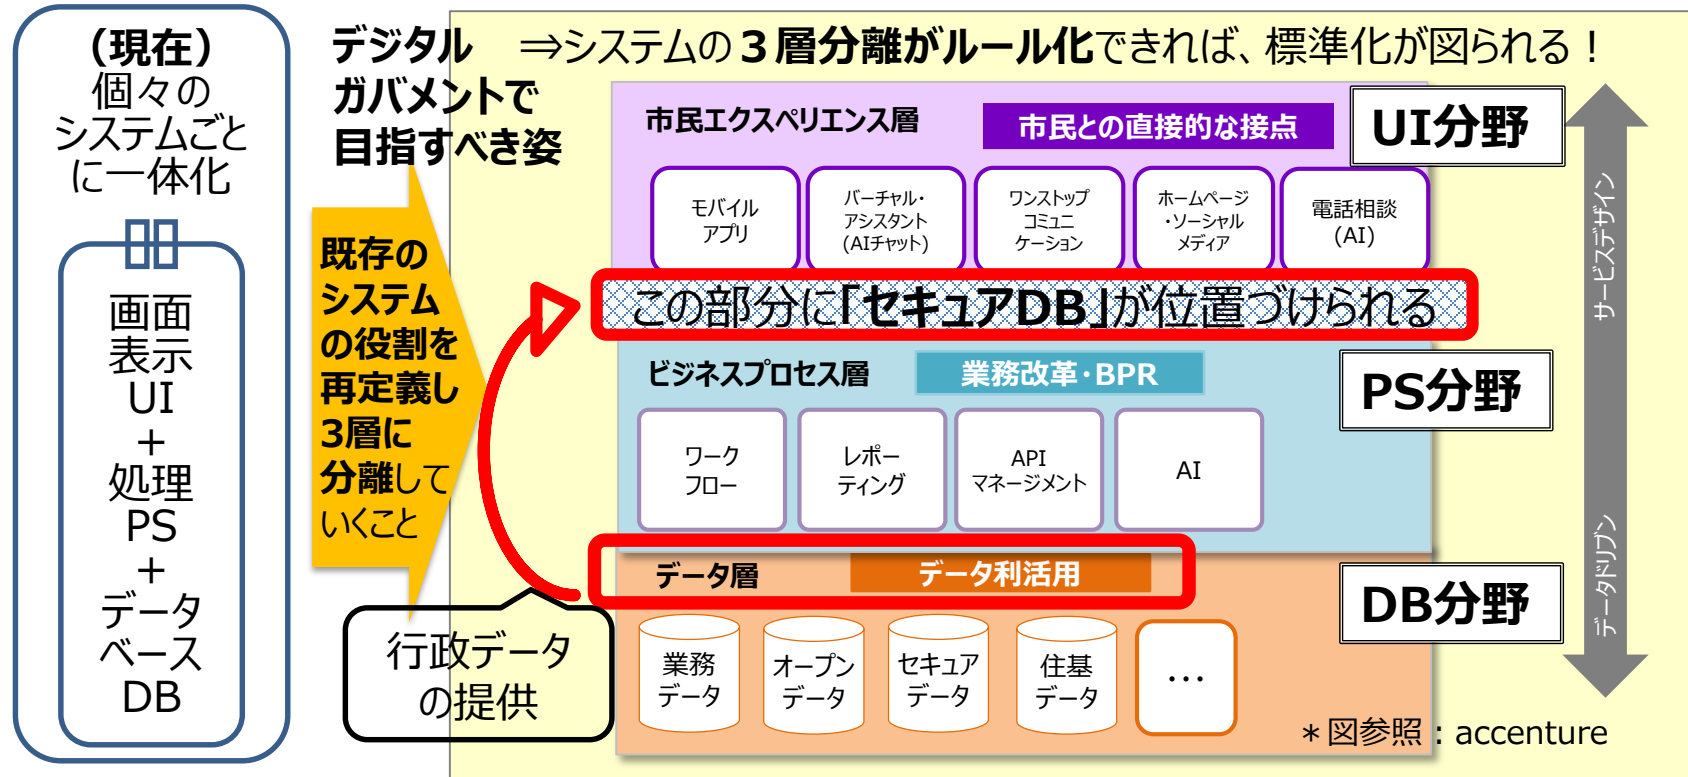 （現在）
個々の
システムごと
に一体化
画面
表示
UI
+
処理
PS
+
データ
ベース
DB
デジタル
ガバメントで
目指すべき姿
⇒システムの３層分離がルール化できれば、標準化が図られる！
既存の
システム
の役割を
再定義し
3層に
分離して
いくこと
市民エクスペリエンス層
市民との直接的な接点
UI分野
モバイル
アプリ
バーチャル・
アシスタント
(AIチャット)
ワンストップ
コミュニ
ケーション
ホームページ
・ソーシャル
メディア
電話相談
(AI)
この部分に「セキュアDB」が位置づけられる
ビジネスプロセス層
業務改革・BPR
PS分野
ワーク
フロー
レポー
ティング
API
マネージメント
AI
データ層
データ利活用
DB分野
業務
データ
オープン
データ
セキュア
データ
住基
データ
…
行政データ
の提供
サービスデザイン
データドリブン
＊図参照：accenture